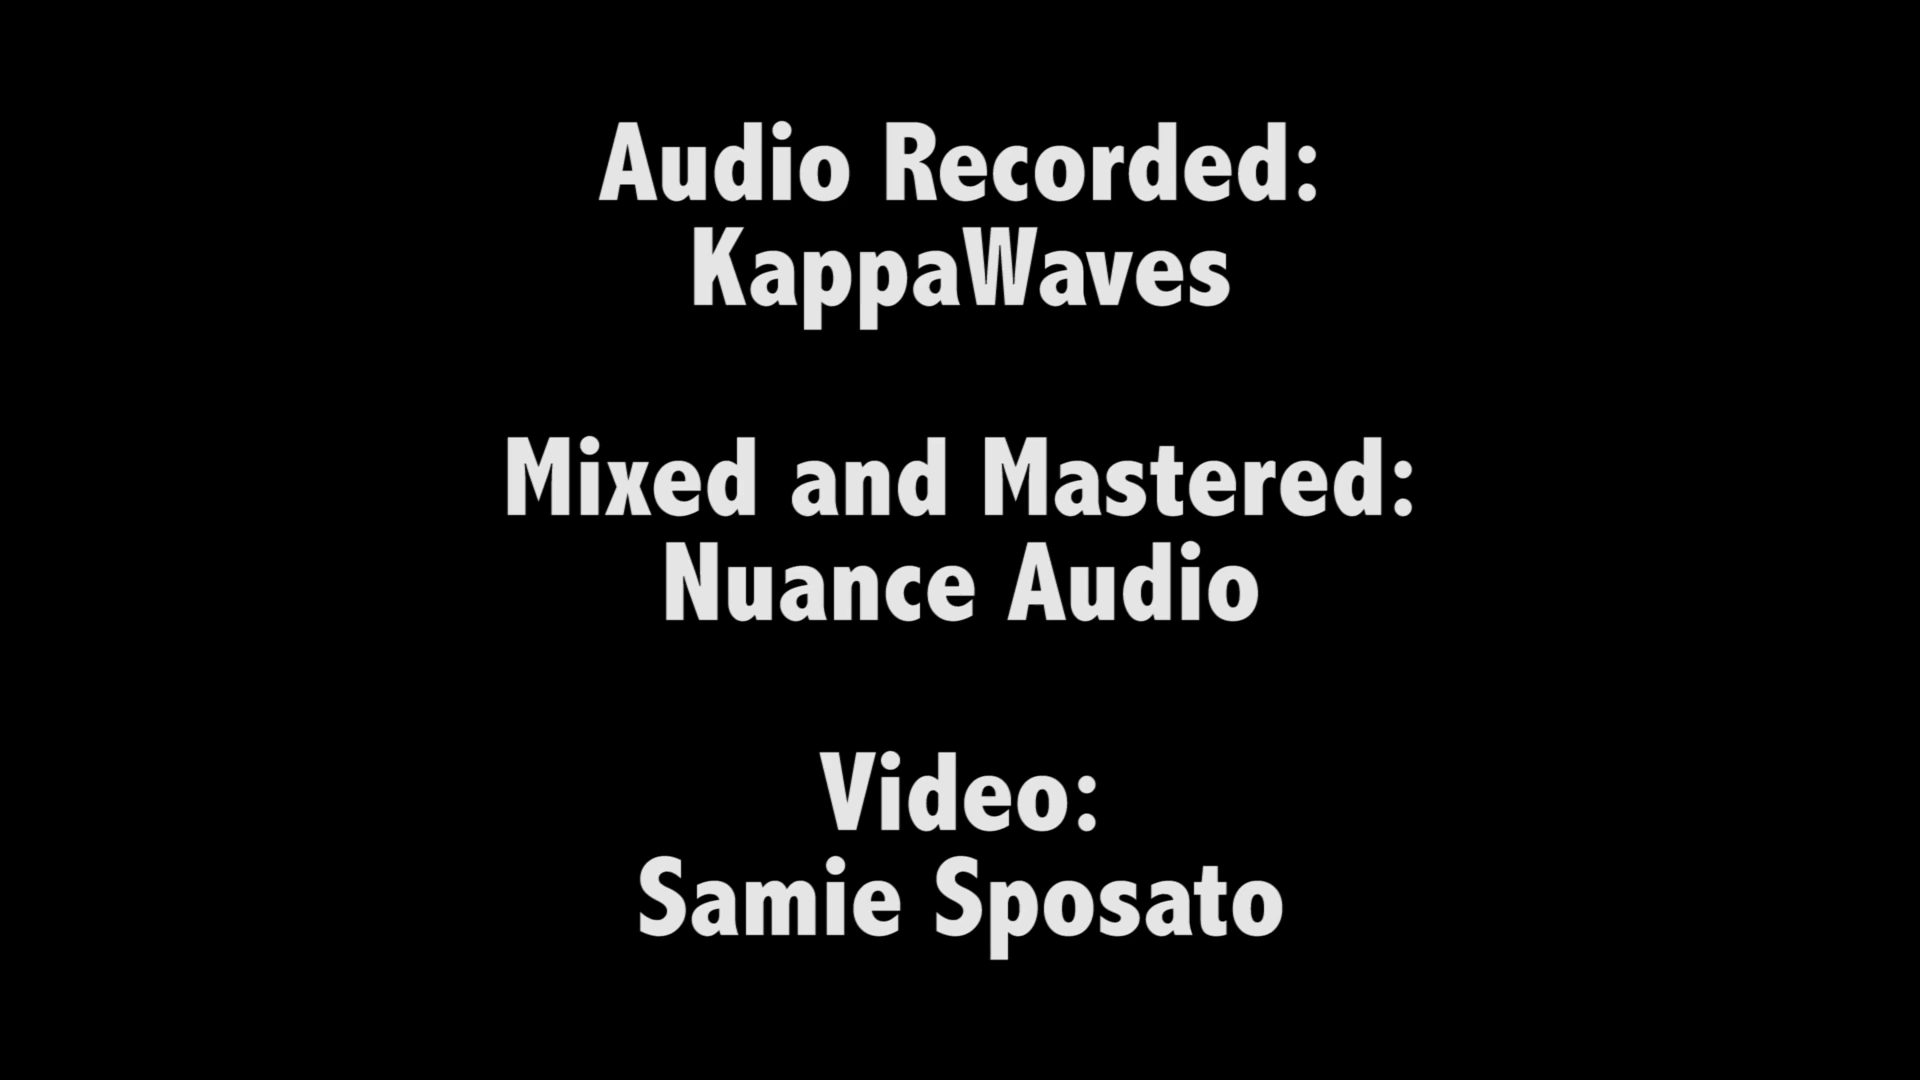 Audio Recorded:
KappaWaves
Mixed and Mastered:
Nuance Audio
Video:
Samie Sposato